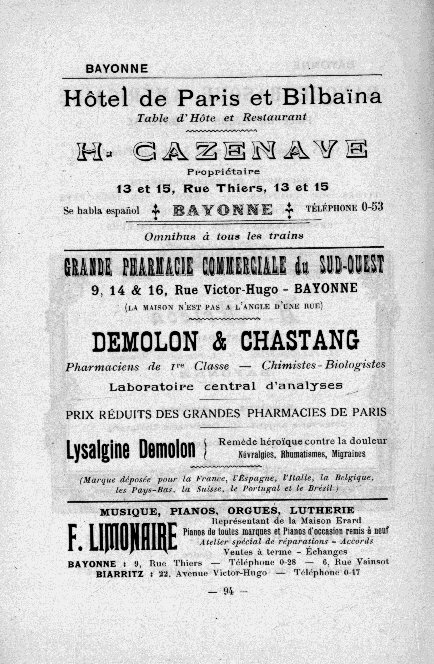 BAYONNE
Hôtel de Paris et Bilbaïna
Table d'Hôte et Restaurant
H. CAZENAVE
Propriétaire
13 et 15, Rue Thiers, 13 et 15
Se habla español BAYONNE TÉLÉPHONE 0-53
Omnibus à tous les trains
GRANDE PHARMACIE COMMERCIALE du SUD-OUEST
9, 14 & 16, Rue Victor-Hugo - BAYONNE
(LA MAISON N'EST PAS A L'ANGLE D'UNE RUE)
DEMOLON & CHASTANG
Pharmaciens de 1re Classe — Chimistes-Biologistes
Laboratoire central d'analyses
PRIX RÉDUITS DES GRANDES PHARMACIES DE PARIS
Lysalgine Demolon } Remède héroïque contre la douleur
Névralgies, Rhumatismes, Migraines
(Marque déposée pour la France, l'Espagne, l'Italie, la Belgique,
les Pays-Bas, la Suisse, le Portugal et le Brésil.)
MUSIQUE, PIANOS, ORGUES, LUTHERIE
F. LIMONAIRE
Représentant de la Maison Erard
Pianos de toutes marques et Pianos d'occasion remis à neuf
Atelier spécial de réparations - Accords
Ventes à terme - Échanges
BAYONNE : 9, Rue Thiers — Téléphone 0-28 — 6, Rue Vainsot
BIARRITZ : 22, Avenue Victor-Hugo — Téléphone 0-47
— 94 —